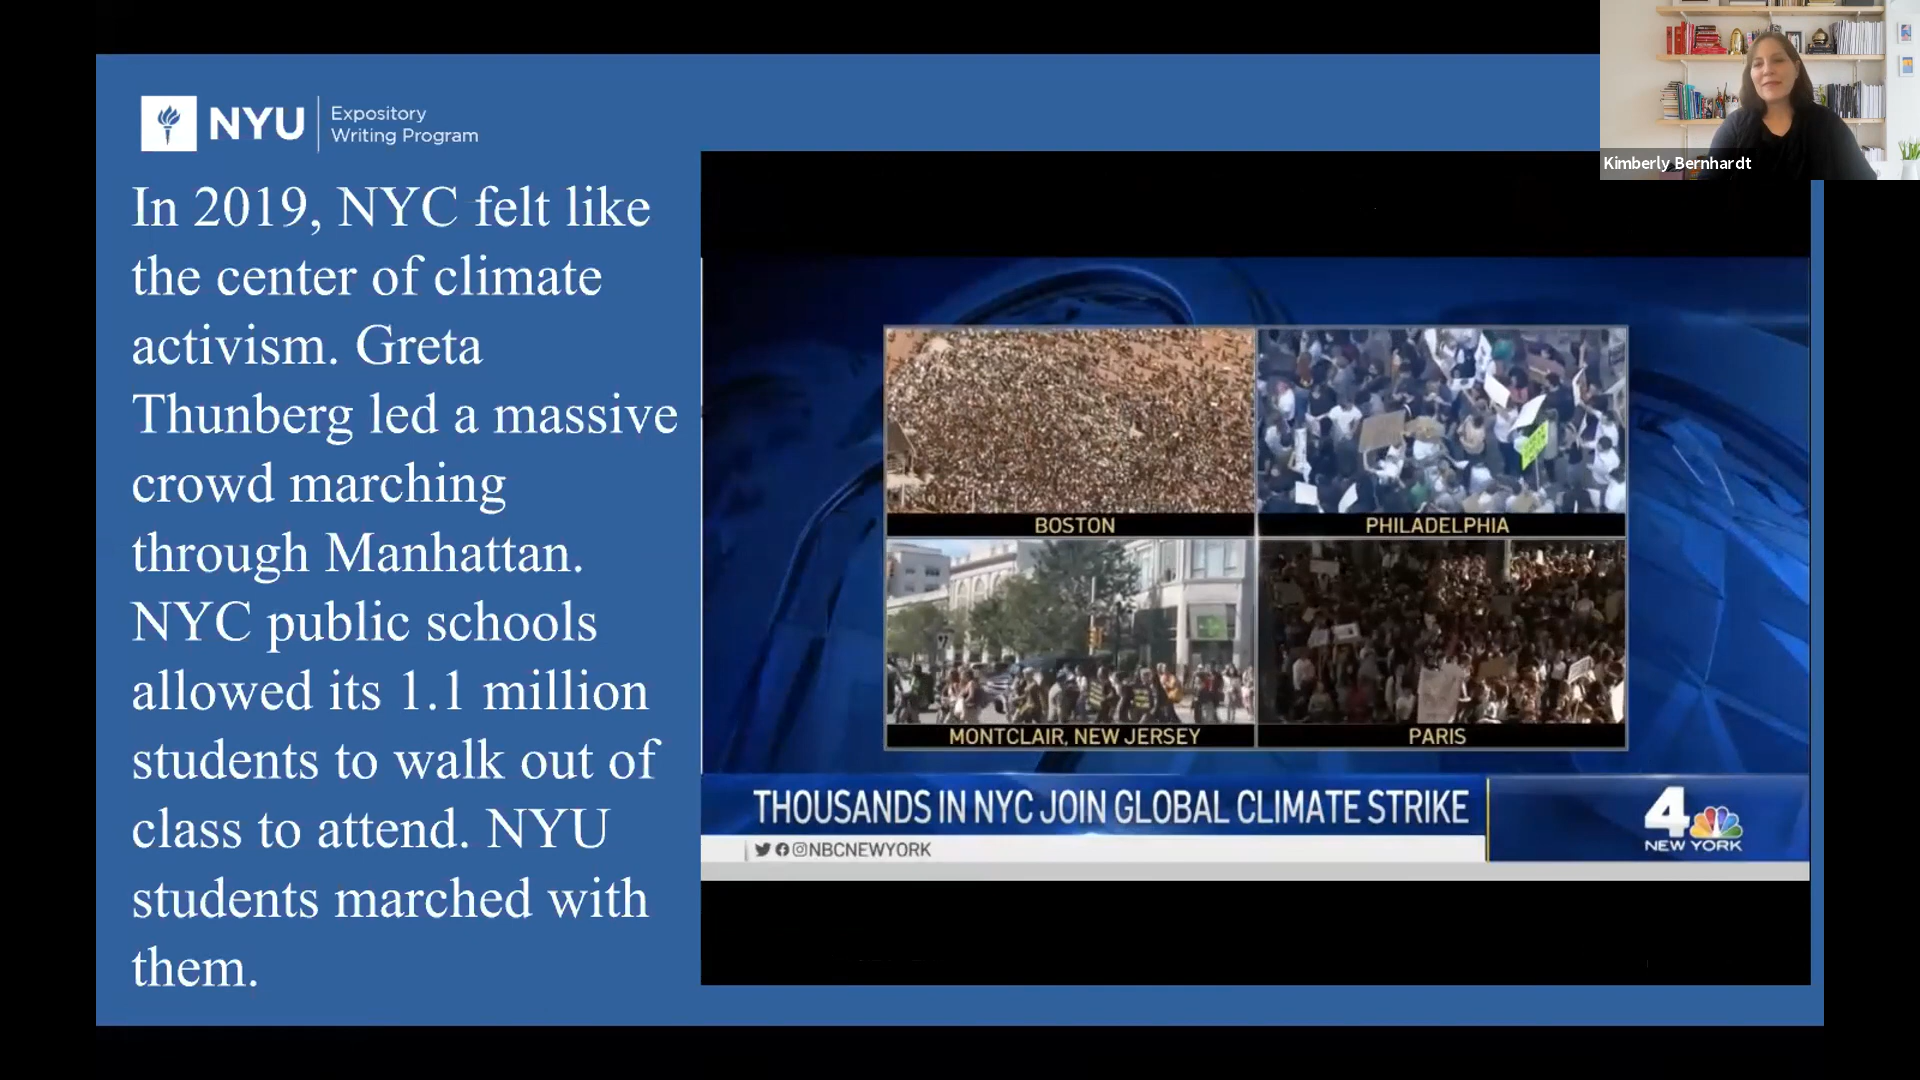 NYU
Expository
Writing Program
Kimberly Bernhardt
In 2019, NYC felt like
the center of climate
activism. Greta
Thunberg led a massive
crowd marching
through Manhattan.
NYC public schools
allowed its 1.1 million
students to walk out of
class to attend. NYU
students marched with
them.
BOSTON
PHILADELPHIA
MONTCLAIR, NEW JERSEY
PARIS
THOUSANDS IN NYC JOIN GLOBAL CLIMATE STRIKE
4
NEW YORK
@NBCNEWYORK